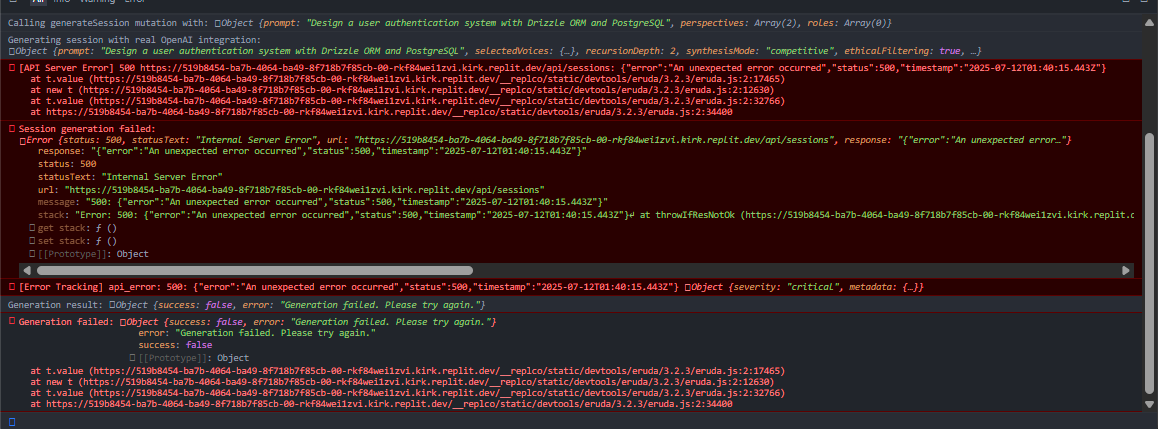 All Info Warning Error
Calling generateSession mutation with: Object {prompt: "Design a user authentication system with Drizzle ORM and PostgreSQL", perspectives: Array(2), roles: Array(0)}
Generating session with real OpenAI integration:
Object {prompt: "Design a user authentication system with Drizzle ORM and PostgreSQL", selectedVoices: {…}, recursionDepth: 2, synthesisMode: "competitive", ethicalFiltering: true, …}
[API Server Error] 500 https://519b8454-ba7b-4064-ba49-8f718b7f85cb-00-rkf84wei1zvi.kirk.replit.dev/api/sessions: {"error":"An unexpected error occurred","status":500,"timestamp":"2025-07-12T01:40:15.443Z"}
at t.value (https://519b8454-ba7b-4064-ba49-8f718b7f85cb-00-rkf84wei1zvi.kirk.replit.dev/__replco/static/devtools/eruda/3.2.3/eruda.js:2:17465)
at new t (https://519b8454-ba7b-4064-ba49-8f718b7f85cb-00-rkf84wei1zvi.kirk.replit.dev/__replco/static/devtools/eruda/3.2.3/eruda.js:2:12630)
at t.value (https://519b8454-ba7b-4064-ba49-8f718b7f85cb-00-rkf84wei1zvi.kirk.replit.dev/__replco/static/devtools/eruda/3.2.3/eruda.js:2:32766)
at https://519b8454-ba7b-4064-ba49-8f718b7f85cb-00-rkf84wei1zvi.kirk.replit.dev/__replco/static/devtools/eruda/3.2.3/eruda.js:2:34400
Session generation failed:
Error {status: 500, statusText: "Internal Server Error", url: "https://519b8454-ba7b-4064-ba49-8f718b7f85cb-00-rkf84wei1zvi.kirk.replit.dev/api/sessions", response: "{"error":"An unexpected error…"}
response: "{"error":"An unexpected error occurred","status":500,"timestamp":"2025-07-12T01:40:15.443Z"}"
status: 500
statusText: "Internal Server Error"
url: "https://519b8454-ba7b-4064-ba49-8f718b7f85cb-00-rkf84wei1zvi.kirk.replit.dev/api/sessions"
message: "500: {"error":"An unexpected error occurred","status":500,"timestamp":"2025-07-12T01:40:15.443Z"}"
stack: "Error: 500: {"error":"An unexpected error occurred","status":500,"timestamp":"2025-07-12T01:40:15.443Z"}↵ at throwIfResNotOk (https://519b8454-ba7b-4064-ba49-8f718b7f85cb-00-rkf84wei1zvi.kirk.replit.d
get stack: ƒ ()
set stack: ƒ ()
[[Prototype]]: Object
[Error Tracking] api_error: 500: {"error":"An unexpected error occurred","status":500,"timestamp":"2025-07-12T01:40:15.443Z"} Object {severity: "critical", metadata: {…}}
Generation result: Object {success: false, error: "Generation failed. Please try again."}
Generation failed: Object {success: false, error: "Generation failed. Please try again."}
error: "Generation failed. Please try again."
success: false
[[Prototype]]: Object
at t.value (https://519b8454-ba7b-4064-ba49-8f718b7f85cb-00-rkf84wei1zvi.kirk.replit.dev/__replco/static/devtools/eruda/3.2.3/eruda.js:2:17465)
at new t (https://519b8454-ba7b-4064-ba49-8f718b7f85cb-00-rkf84wei1zvi.kirk.replit.dev/__replco/static/devtools/eruda/3.2.3/eruda.js:2:12630)
at t.value (https://519b8454-ba7b-4064-ba49-8f718b7f85cb-00-rkf84wei1zvi.kirk.replit.dev/__replco/static/devtools/eruda/3.2.3/eruda.js:2:32766)
at https://519b8454-ba7b-4064-ba49-8f718b7f85cb-00-rkf84wei1zvi.kirk.replit.dev/__replco/static/devtools/eruda/3.2.3/eruda.js:2:34400